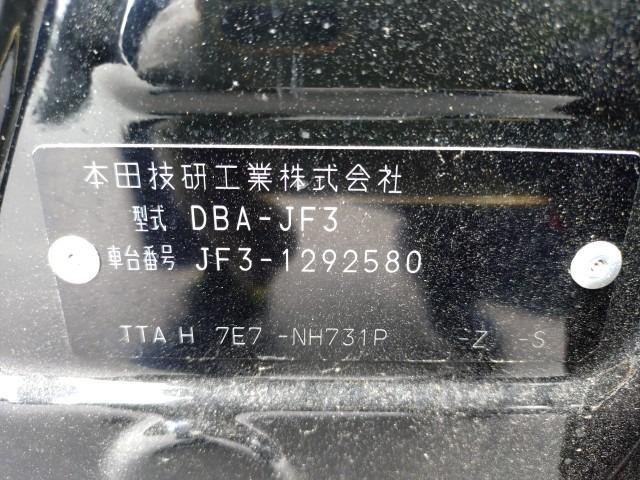 本田技研工業株式会社
型式 DBA-JF3
車台番号 JF3-1292580
TTA H 7E7 -NH731P -Z -S